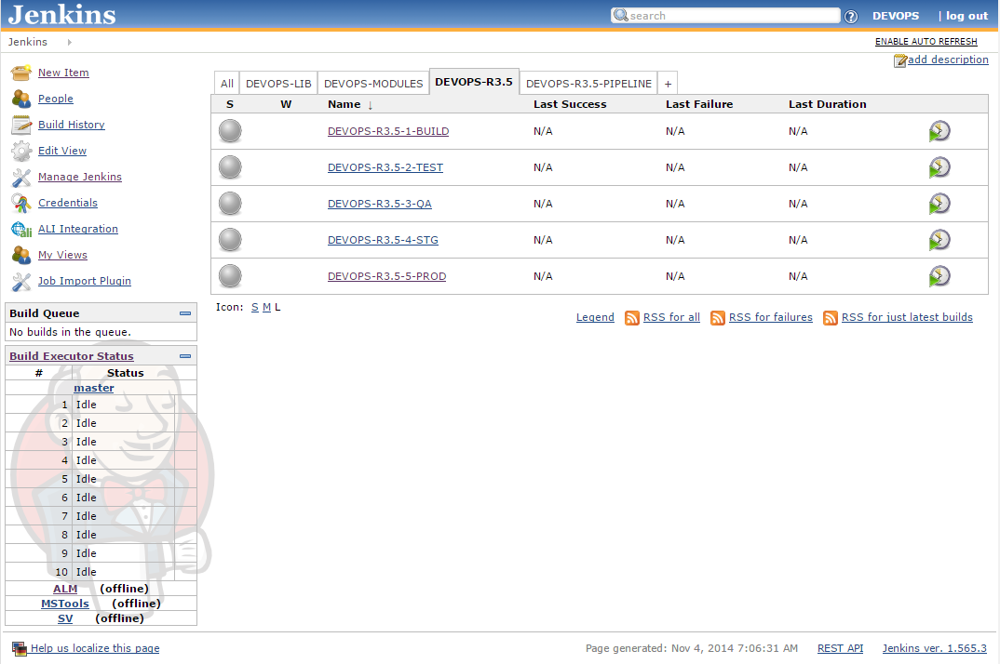 Jenkins
search
DEVOPS | log out
Jenkins
ENABLE AUTO REFRESH
add description
New Item
People
Build History
Edit View
Manage Jenkins
Credentials
ALI Integration
My Views
Job Import Plugin
All DEVOPS-LIB DEVOPS-MODULES DEVOPS-R3.5 DEVOPS-R3.5-PIPELINE +
S W Name ↓ Last Success Last Failure Last Duration
DEVOPS-R3.5-1-BUILD N/A N/A N/A
DEVOPS-R3.5-2-TEST N/A N/A N/A
DEVOPS-R3.5-3-QA N/A N/A N/A
DEVOPS-R3.5-4-STG N/A N/A N/A
DEVOPS-R3.5-5-PROD N/A N/A N/A
Icon: S M L
Legend RSS for all RSS for failures RSS for just latest builds
Build Queue
No builds in the queue.
Build Executor Status
# Status
master
1 Idle
2 Idle
3 Idle
4 Idle
5 Idle
6 Idle
7 Idle
8 Idle
9 Idle
10 Idle
ALM (offline)
MSTools (offline)
SV (offline)
Help us localize this page
Page generated: Nov 4, 2014 7:06:31 AM REST API Jenkins ver. 1.565.3